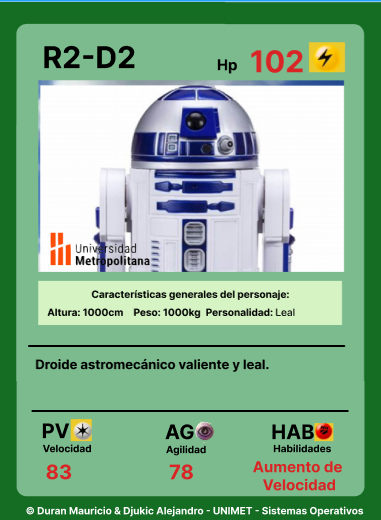 R2-D2
Hp 102
Universidad
Metropolitana
Características generales del personaje:
Altura: 1000cm Peso: 1000kg Personalidad: Leal
Droide astromecánico valiente y leal.
PV AG HAB
Velocidad Agilidad Habilidades
83 78 Aumento de
Velocidad
© Duran Mauricio & Djukic Alejandro - UNIMET - Sistemas Operativos